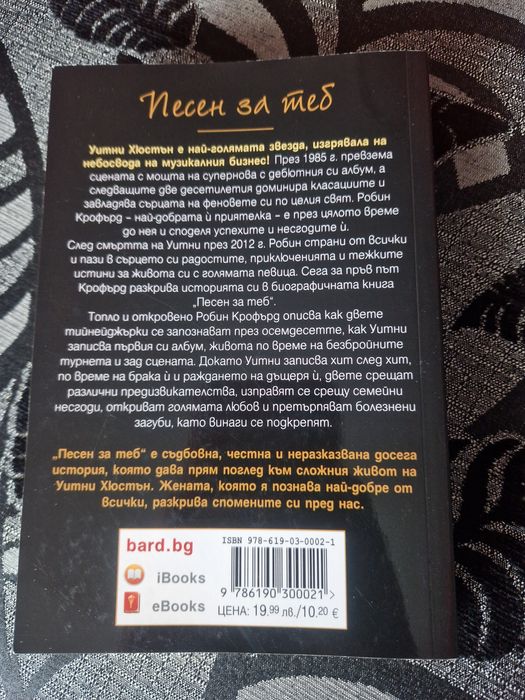 Песен за теб
Уитни Хюстън е най-голямата звезда, изгрявала на
небосвода на музикалния бизнес! През 1985 г. превзема
сцената с мощта на супернова с дебютния си албум, а
следващите две десетилетия доминира класациите и
завладява сърцата на феновете си по целия свят. Робин
Крофърд – най-добрата ѝ приятелка – е през цялото време
до нея и споделя успехите и несгодите ѝ.
След смъртта на Уитни през 2012 г. Робин страни от всички
и пази в сърцето си радостите, приключенията и тежките
истини за живота си с голямата певица. Сега за пръв път
Крофърд разкрива историята си в биографичната книга
„Песен за теб".
Топло и откровено Робин Крофърд описва как двете
тийнейджърки се запознават през осемдесетте, как Уитни
записва първия си албум, живота по време на безбройните
турнета и зад сцената. Докато Уитни записва хит след хит,
по време на брака ѝ и раждането на дъщеря ѝ, двете срещат
различни предизвикателства, изправят се срещу семейни
несгоди, откриват голямата любов и претърпяват болезнени
загуби, като винаги се подкрепят.
„Песен за теб" е съдбовна, честна и неразказвана досега
история, която дава прям поглед към сложния живот на
Уитни Хюстън. Жената, която я познава най-добре от
всички, разкрива спомените си пред нас.
bard.bg
iBooks
eBooks
ISBN 978-619-03-0002-1
9 786190 300021 >
ЦЕНА: 19.99 лв./10,20 €